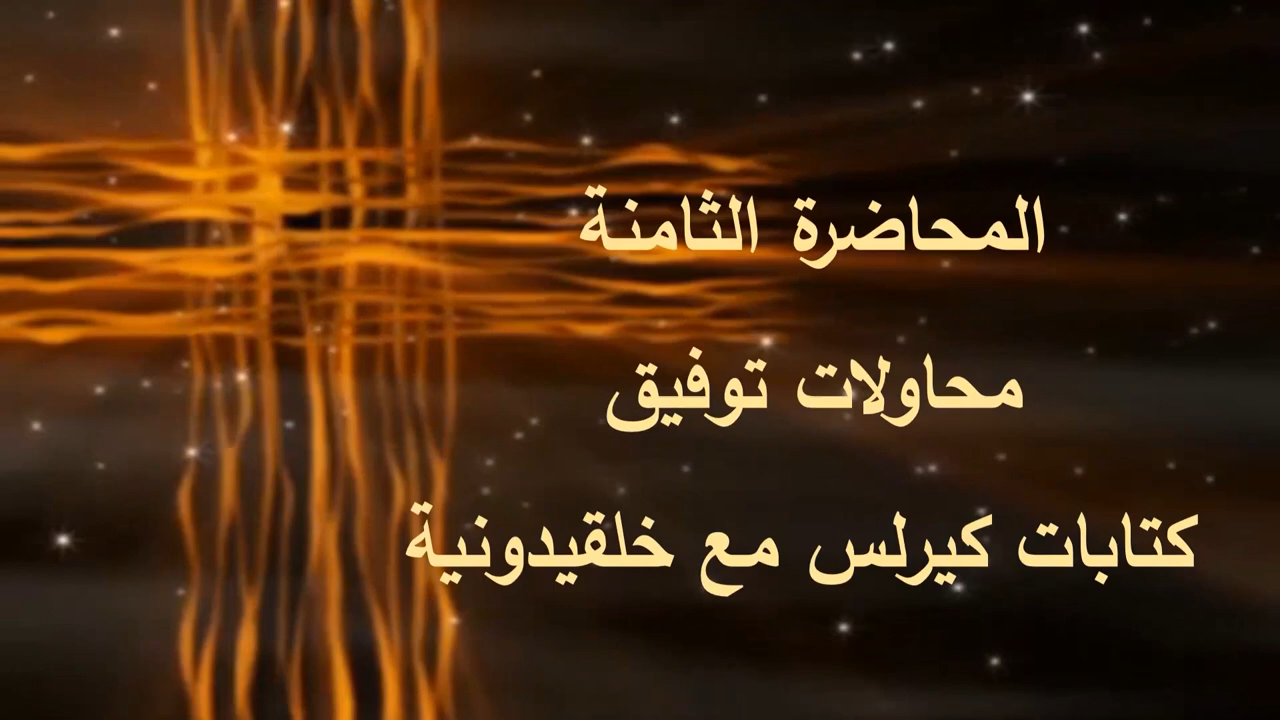 المحاضرة الثامنة
محاولات توفيق
كتابات كيرلس مع خلقيدونية